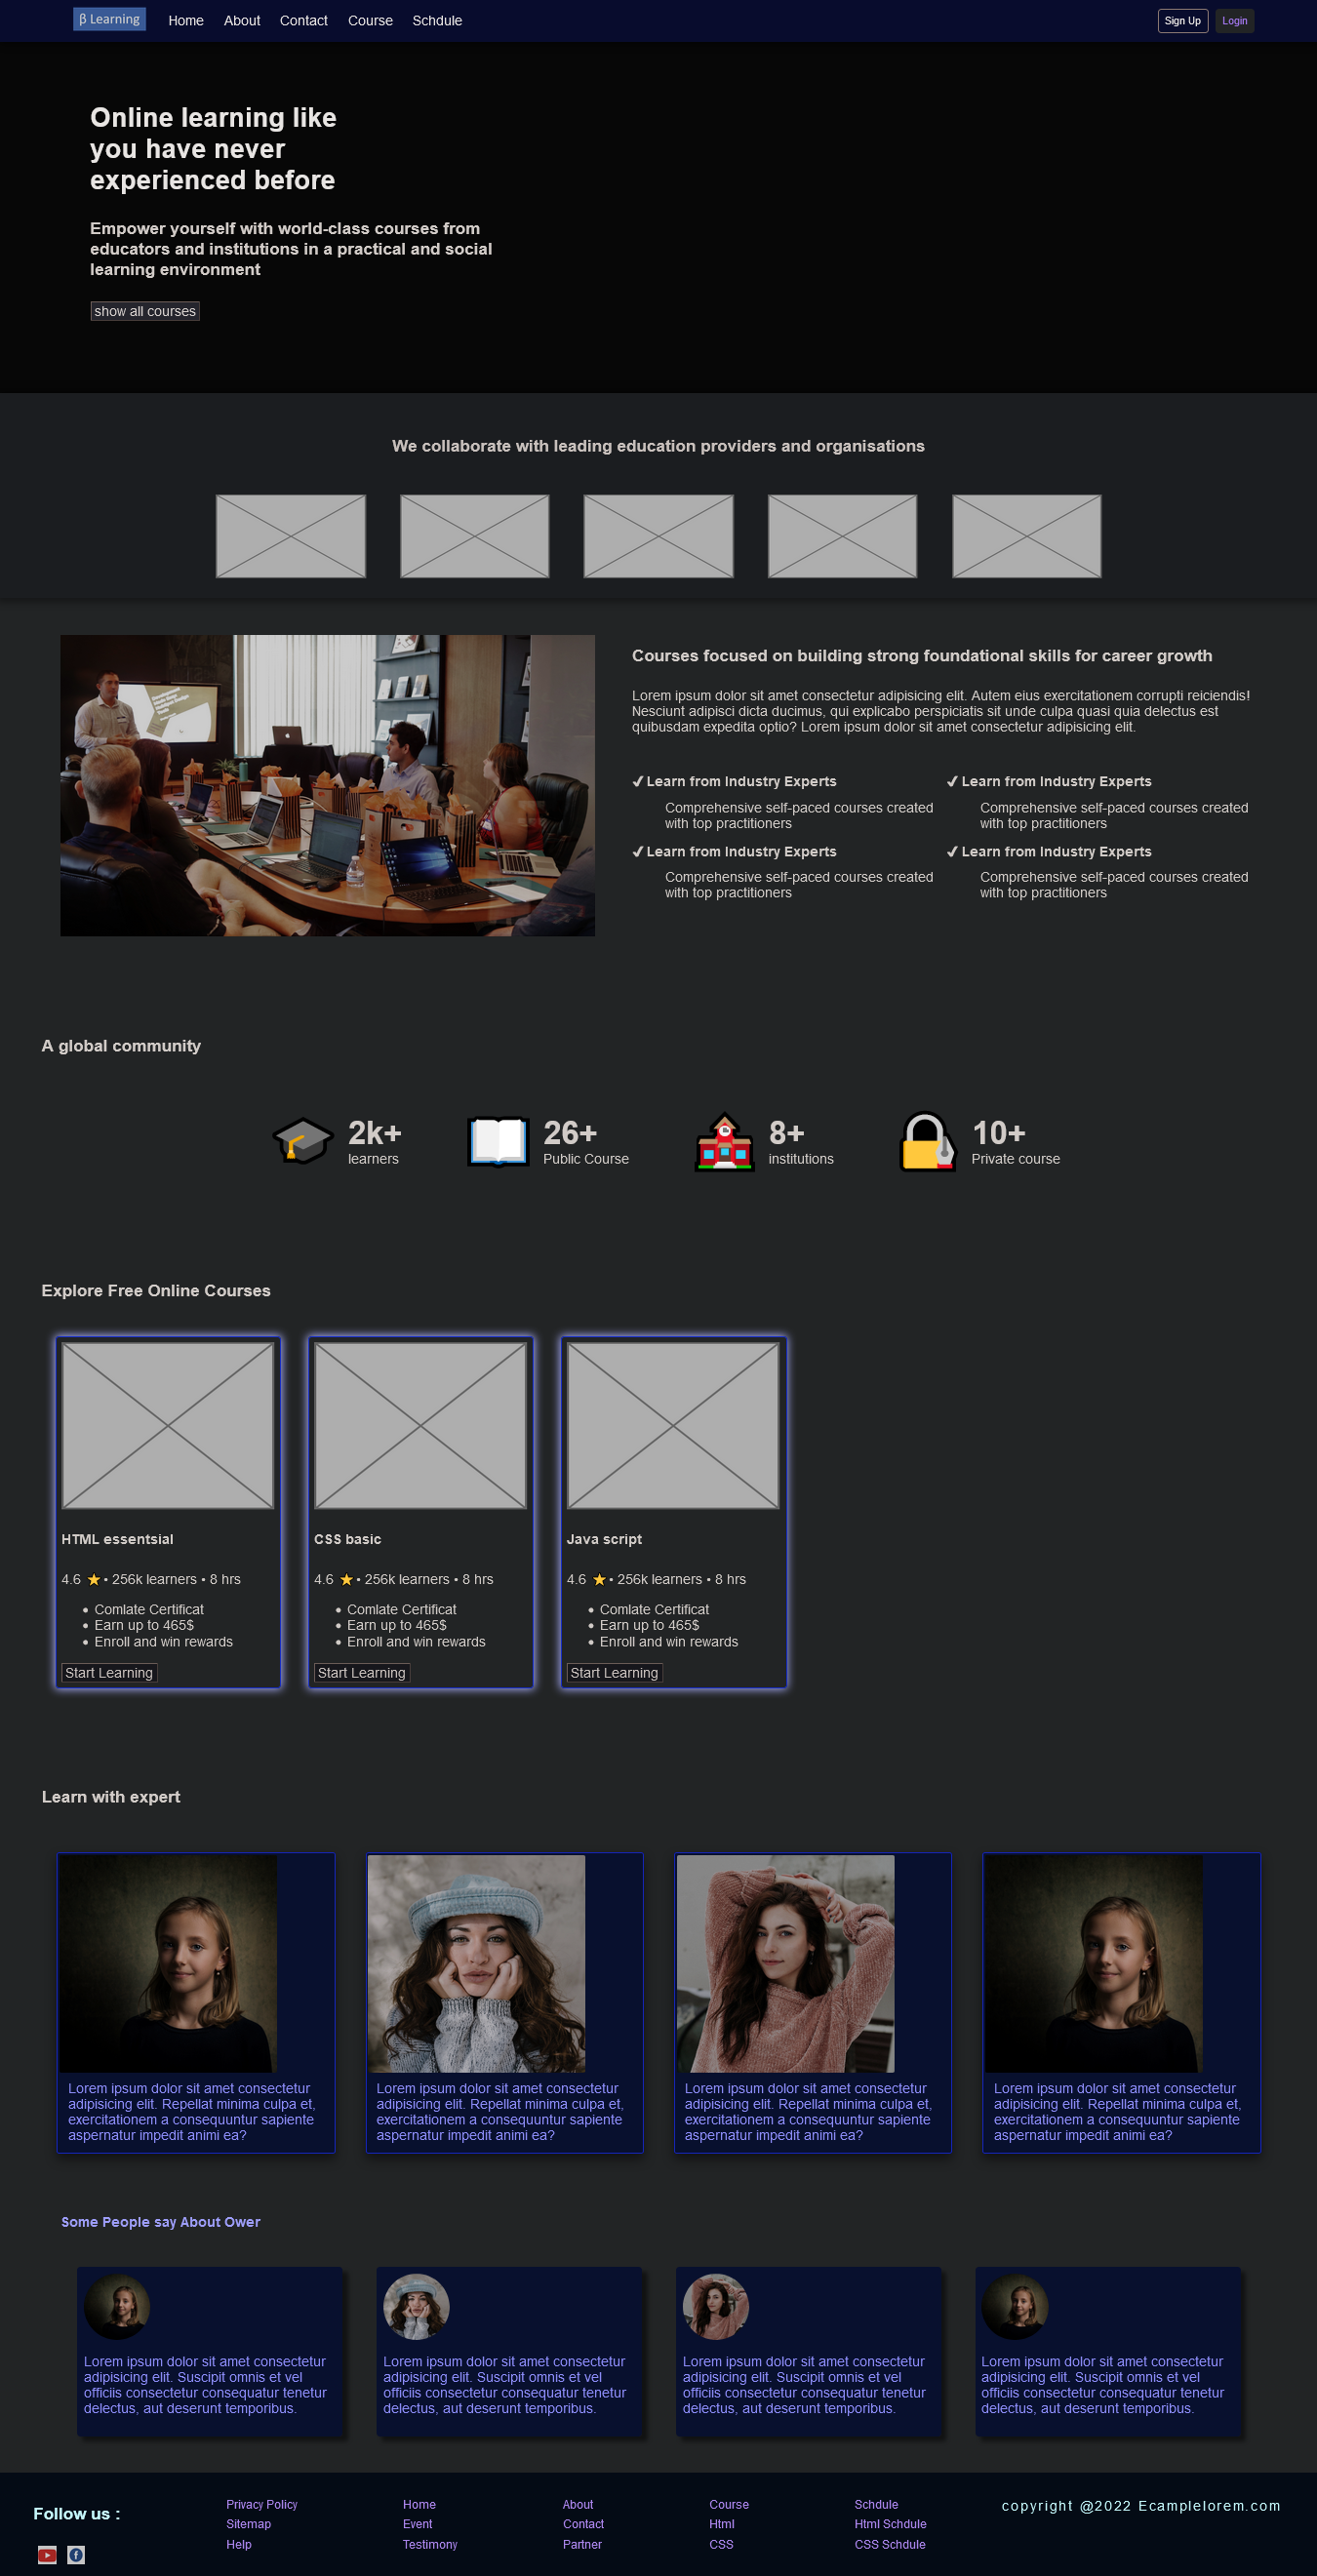 β Learning Home About Contact Course Schdule Sign Up Login
Online learning like
you have never
experienced before
Empower yourself with world-class courses from
educators and institutions in a practical and social
learning environment
show all courses
We collaborate with leading education providers and organisations
Courses focused on building strong foundational skills for career growth
Lorem ipsum dolor sit amet consectetur adipisicing elit. Autem eius exercitationem corrupti reiciendis!
Nesciunt adipisci dicta ducimus, qui explicabo perspiciatis sit unde culpa quasi quia delectus est
quibusdam expedita optio? Lorem ipsum dolor sit amet consectetur adipisicing elit.
✔ Learn from Industry Experts
Comprehensive self-paced courses created
with top practitioners
✔ Learn from Industry Experts
Comprehensive self-paced courses created
with top practitioners
✔ Learn from Industry Experts
Comprehensive self-paced courses created
with top practitioners
✔ Learn from Industry Experts
Comprehensive self-paced courses created
with top practitioners
A global community
2k+
learners
26+
Public Course
8+
institutions
10+
Private course
Explore Free Online Courses
HTML essentsial
4.6 ⭐ • 256k learners • 8 hrs
• Comlate Certificat
• Earn up to 465$
• Enroll and win rewards
Start Learning
CSS basic
4.6 ⭐ • 256k learners • 8 hrs
• Comlate Certificat
• Earn up to 465$
• Enroll and win rewards
Start Learning
Java script
4.6 ⭐ • 256k learners • 8 hrs
• Comlate Certificat
• Earn up to 465$
• Enroll and win rewards
Start Learning
Learn with expert
Lorem ipsum dolor sit amet consectetur
adipisicing elit. Repellat minima culpa et,
exercitationem a consequuntur sapiente
aspernatur impedit animi ea?
Lorem ipsum dolor sit amet consectetur
adipisicing elit. Repellat minima culpa et,
exercitationem a consequuntur sapiente
aspernatur impedit animi ea?
Lorem ipsum dolor sit amet consectetur
adipisicing elit. Repellat minima culpa et,
exercitationem a consequuntur sapiente
aspernatur impedit animi ea?
Lorem ipsum dolor sit amet consectetur
adipisicing elit. Repellat minima culpa et,
exercitationem a consequuntur sapiente
aspernatur impedit animi ea?
Some People say About Ower
Lorem ipsum dolor sit amet consectetur
adipisicing elit. Suscipit omnis et vel
officiis consectetur consequatur tenetur
delectus, aut deserunt temporibus.
Lorem ipsum dolor sit amet consectetur
adipisicing elit. Suscipit omnis et vel
officiis consectetur consequatur tenetur
delectus, aut deserunt temporibus.
Lorem ipsum dolor sit amet consectetur
adipisicing elit. Suscipit omnis et vel
officiis consectetur consequatur tenetur
delectus, aut deserunt temporibus.
Lorem ipsum dolor sit amet consectetur
adipisicing elit. Suscipit omnis et vel
officiis consectetur consequatur tenetur
delectus, aut deserunt temporibus.
Follow us :
Privacy Policy
Sitemap
Help
Home
Event
Testimony
About
Contact
Partner
Course
Html
CSS
Schdule
Html Schdule
CSS Schdule
copyright @2022 Ecamplelorem.com